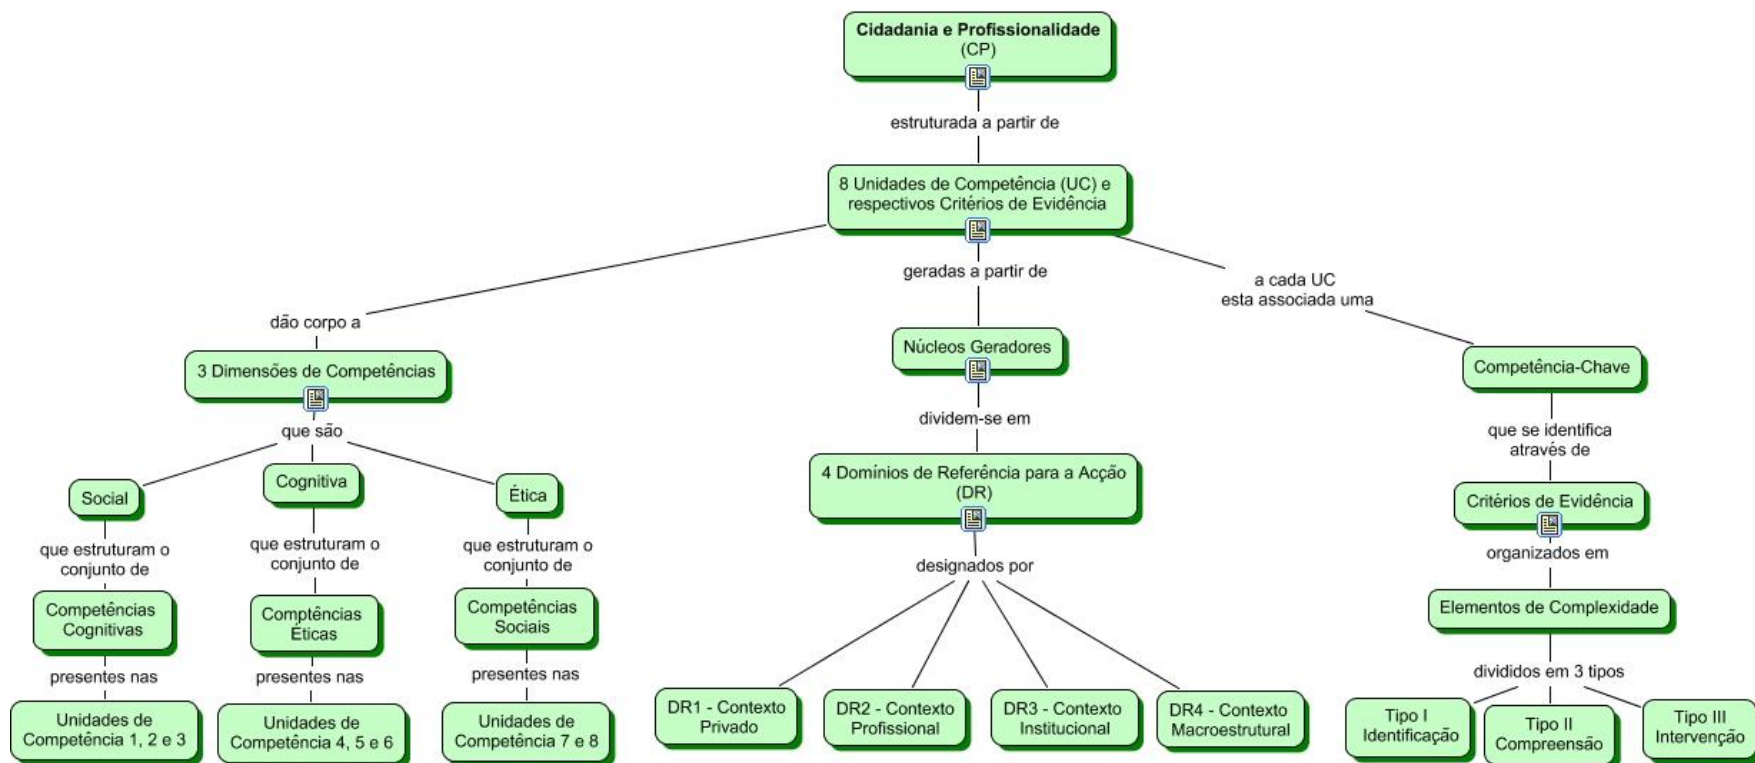 Cidadania e Profissionalidade
(CP)
estruturada a partir de
8 Unidades de Competência (UC) e
respectivos Critérios de Evidência
dão corpo a
geradas a partir de
a cada UC
esta associada uma
3 Dimensões de Competências
Núcleos Geradores
Competência-Chave
que são
dividem-se em
que se identifica
através de
Social
Cognitiva
Ética
4 Domínios de Referência para a Acção
(DR)
Critérios de Evidência
que estruturam o
conjunto de
que estruturam o
conjunto de
que estruturam o
conjunto de
designados por
organizados em
Competências
Cognitivas
Comptências
Éticas
Competências
Sociais
Elementos de Complexidade
presentes nas
presentes nas
presentes nas
divididos em 3 tipos
Unidades de
Competência 1, 2 e 3
Unidades de
Competência 4, 5 e 6
Unidades de
Competência 7 e 8
DR1 - Contexto
Privado
DR2 - Contexto
Profissional
DR3 - Contexto
Institucional
DR4 - Contexto
Macroestrutural
Tipo I
Identificação
Tipo II
Compreensão
Tipo III
Intervenção